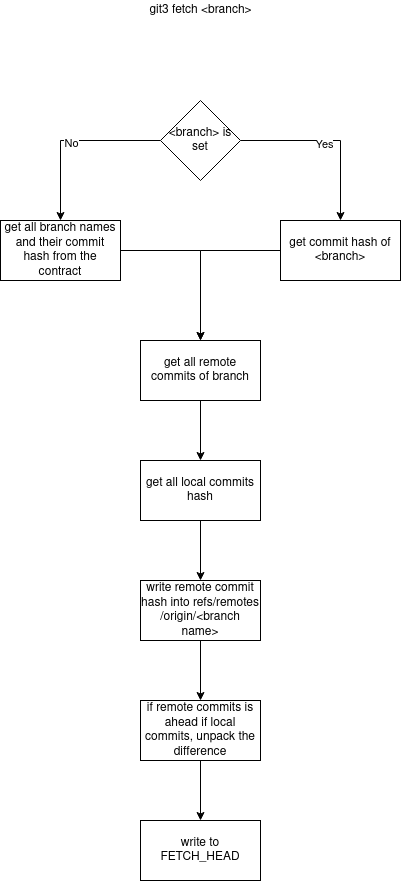 git3 fetch <branch>
<branch> is
set
No
Yes
get all branch names
and their commit
hash from the
contract
get commit hash of
<branch>
get all remote
commits of branch
get all local commits
hash
write remote commit
hash into refs/remotes
/origin/<branch
name>
if remote commits is
ahead if local
commits, unpack the
difference
write to
FETCH_HEAD